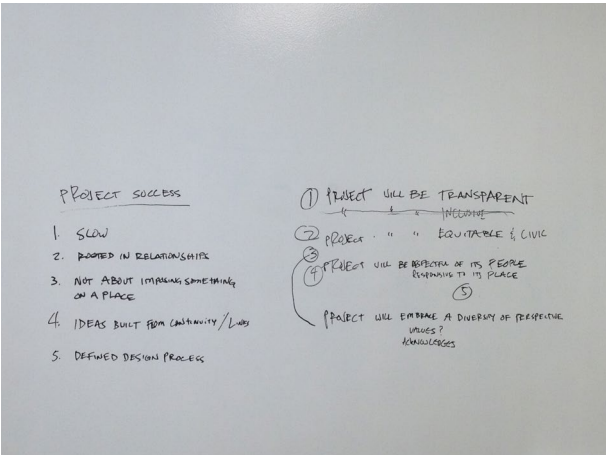 PROJECT SUCCESS
1. SLOW
2. ROOTED IN RELATIONSHIPS
3. NOT ABOUT IMPOSING SOMETHING
ON A PLACE
4. IDEAS BUILT FROM CONTINUITY /
5. DEFINED DESIGN PROCESS
① PROJECT WILL BE TRANSPARENT
" " " INCLUSIVE
② PROJECT " " EQUITABLE & CIVIL
③
④ PROJECT WILL BE RESPECTFUL OF ITS PEOPLE
RESPONSIVE TO ITS PLACE
⑤
PROJECT WILL EMBRACE A DIVERSITY OF PERSPECTIVE
VALUES?
ACKNOWLEDGES